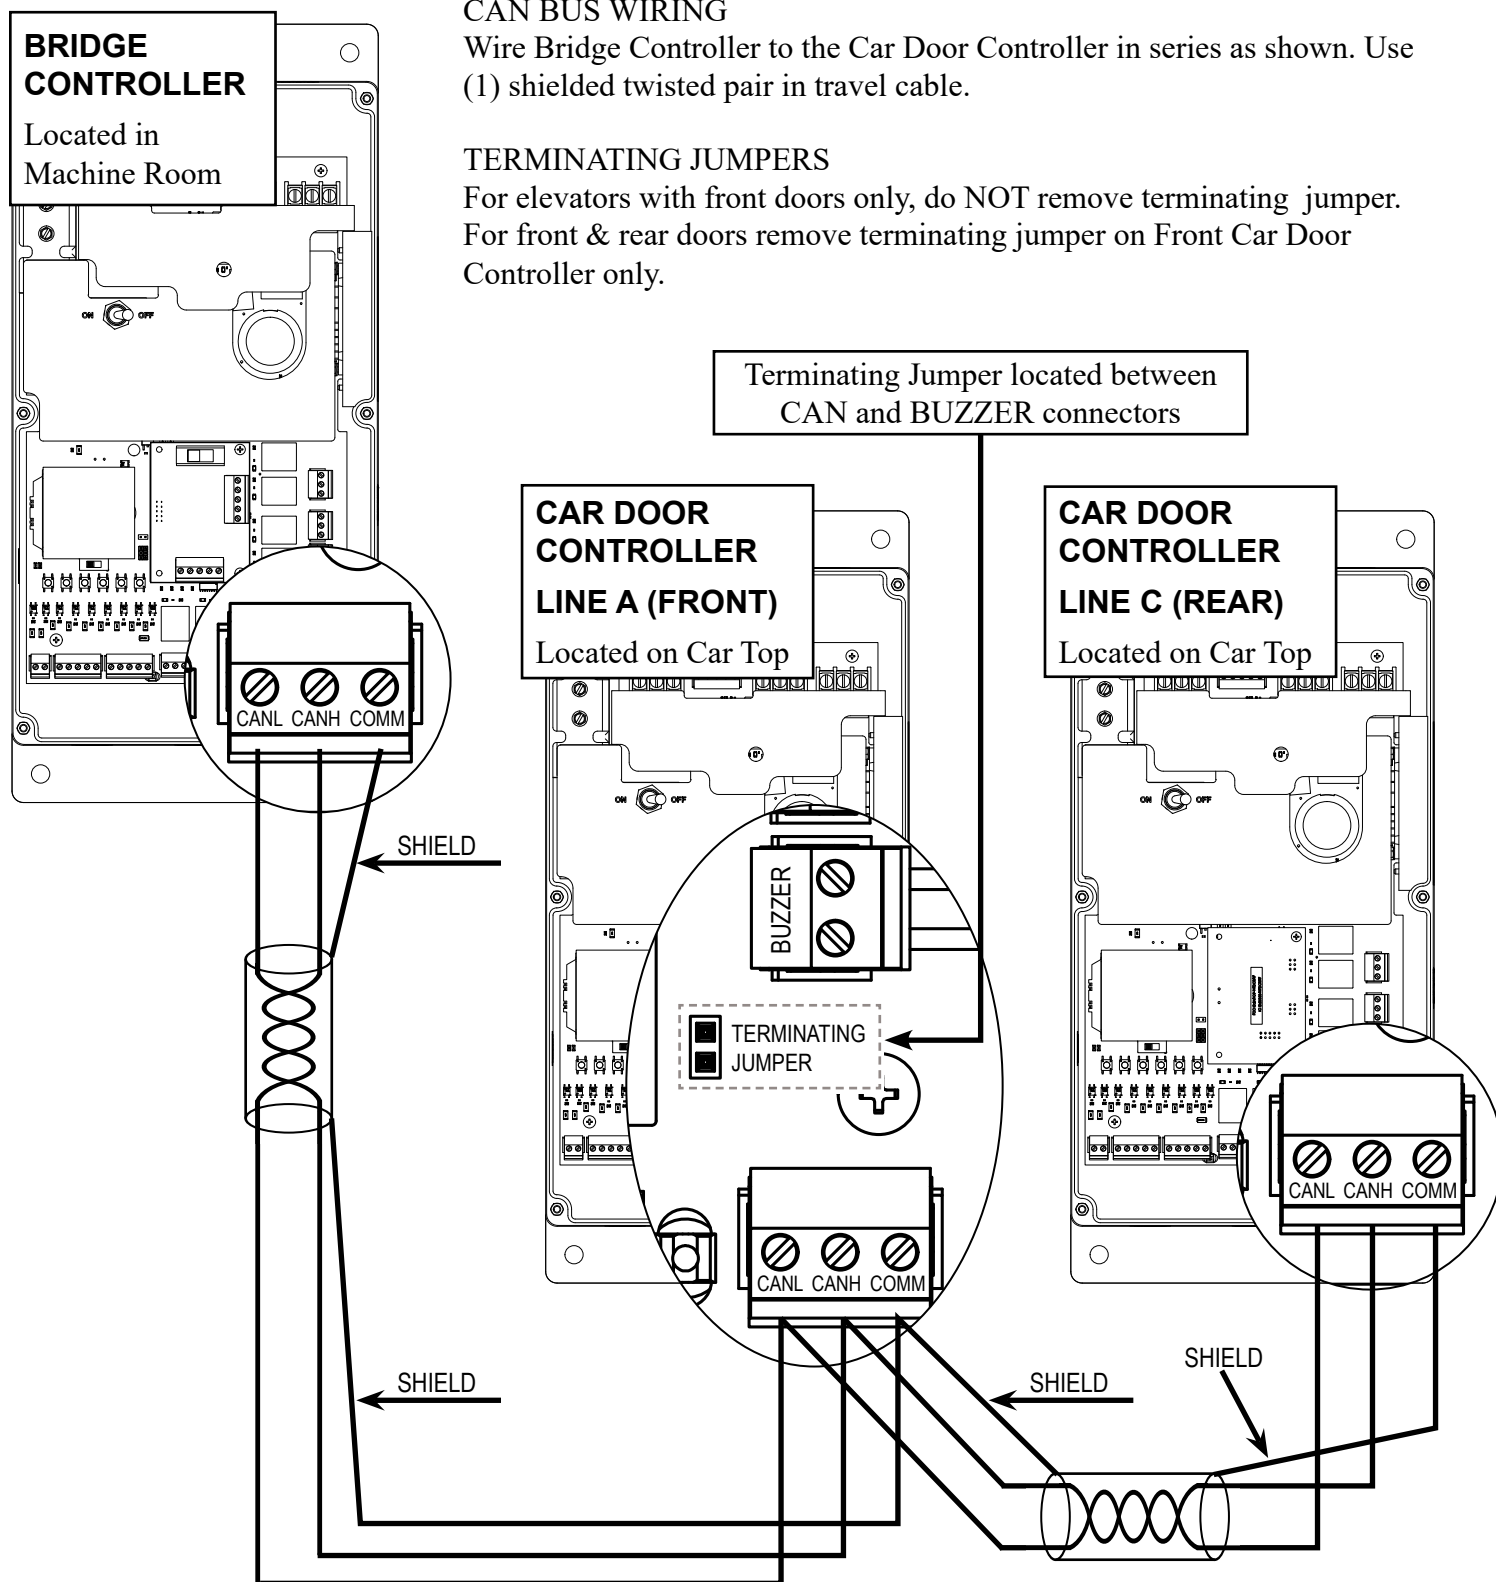 CAN BUS WIRING
Wire Bridge Controller to the Car Door Controller in series as shown. Use
(1) shielded twisted pair in travel cable.
TERMINATING JUMPERS
For elevators with front doors only, do NOT remove terminating  jumper.
For front & rear doors remove terminating jumper on Front Car Door
Controller only.
BRIDGE
CONTROLLER
Located in
Machine Room
ON OFF
CANL CANH COMM
SHIELD
SHIELD
Terminating Jumper located between
CAN and BUZZER connectors
CAR DOOR
CONTROLLER
LINE A (FRONT)
Located on Car Top
ON OFF
BUZZER
TERMINATING
JUMPER
CANL CANH COMM
SHIELD
CAR DOOR
CONTROLLER
LINE C (REAR)
Located on Car Top
ON OFF
CANL CANH COMM
SHIELD